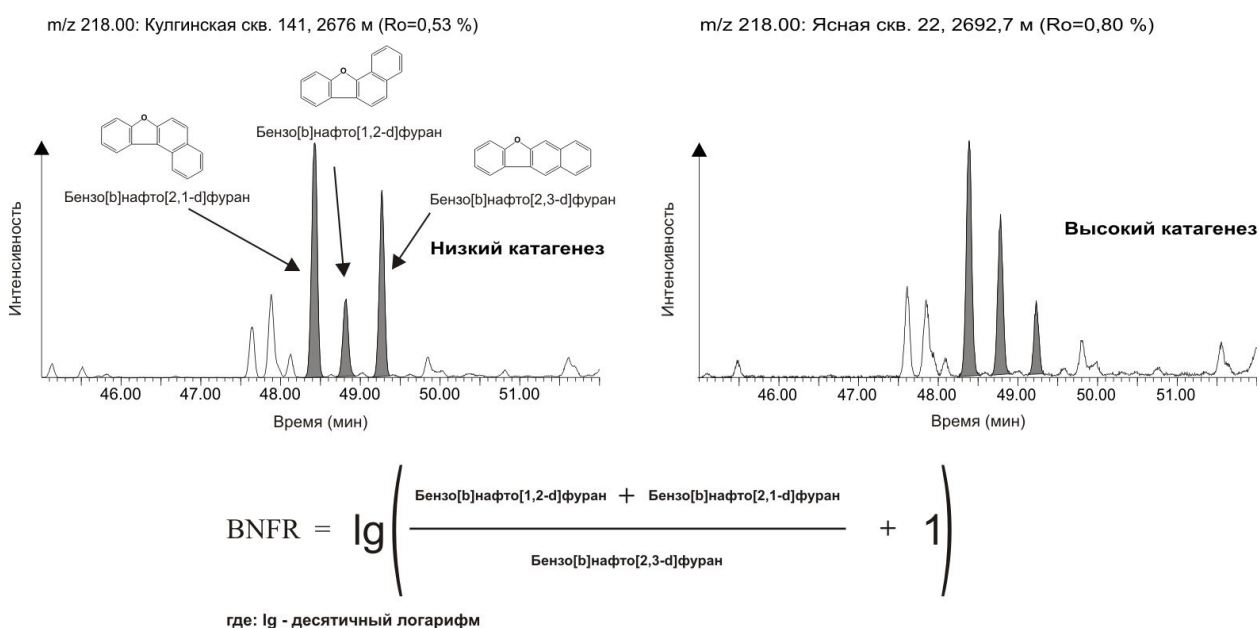 m/z 218.00: Кулгинская скв. 141, 2676 м (Ro=0,53 %)
O
Бензо[b]нафто[1,2-d]фуран
O
Бензо[b]нафто[2,1-d]фуран
O
Бензо[b]нафто[2,3-d]фуран
Низкий катагенез
Интенсивность
46.00 47.00 48.00 49.00 50.00 51.00
Время (мин)
m/z 218.00: Ясная скв. 22, 2692,7 м (Ro=0,80 %)
Высокий катагенез
Интенсивность
46.00 47.00 48.00 49.00 50.00 51.00
Время (мин)
Бензо[b]нафто[1,2-d]фуран + Бензо[b]нафто[2,1-d]фуран
BNFR = lg( + 1)
Бензо[b]нафто[2,3-d]фуран
где: lg - десятичный логарифм